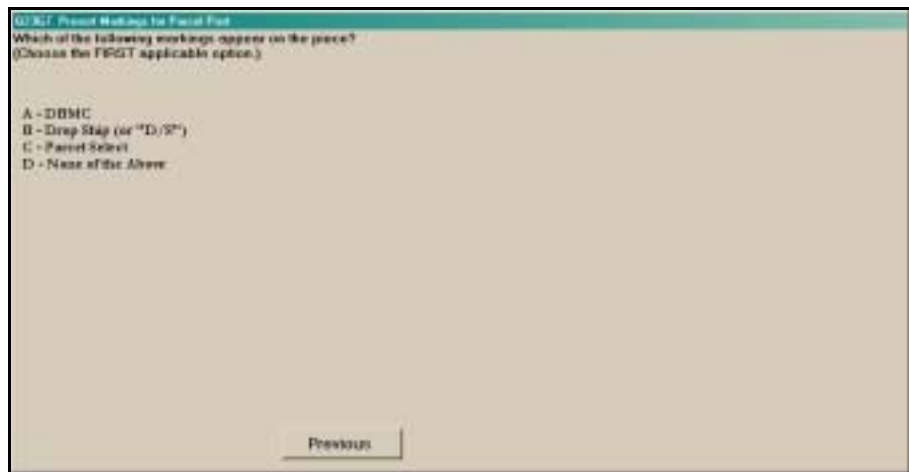 Presort Markings for Parcel Post
Which of the following markings appear on the piece?
(Choose the FIRST applicable option.)
A - DBMC
B - Drop Ship (or "D/S")
C - Parcel Select
D - None of the Above
Previous